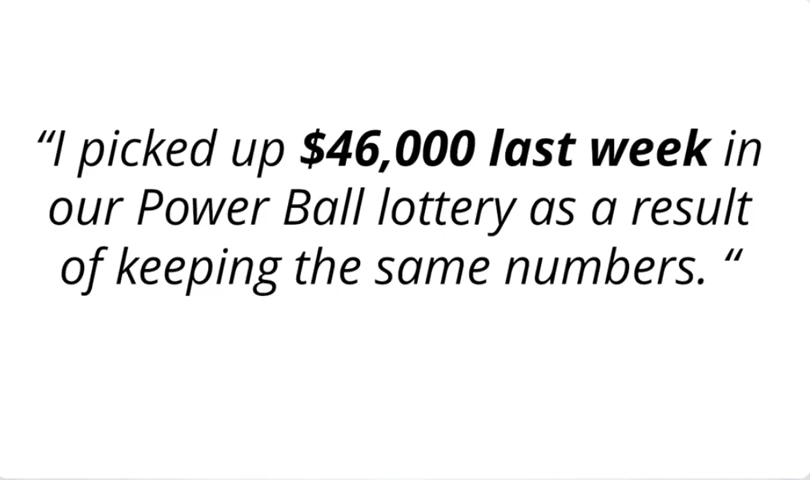 “I picked up $46,000 last week in
our Power Ball lottery as a result
of keeping the same numbers. “